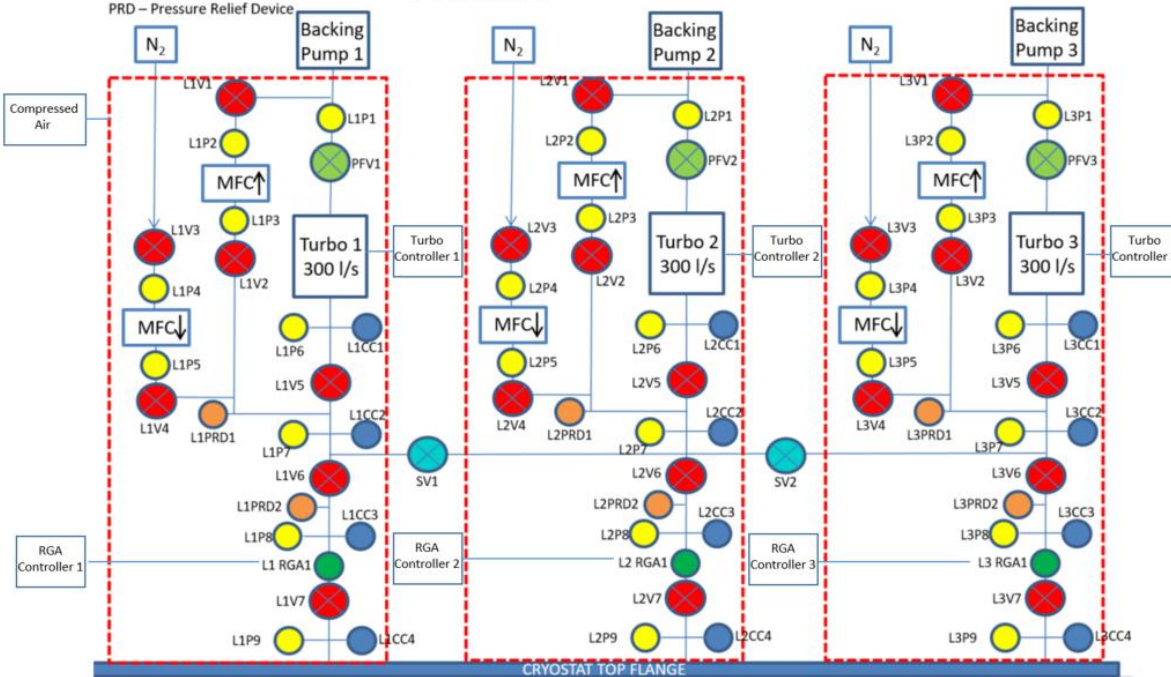 PRD – Pressure Relief Device
N2
Backing
Pump 1
N2
Backing
Pump 2
N2
Backing
Pump 3
Compressed
Air
L1V1
L1P1
L1P2
PFV1
MFC↑
L1P3
L1V3
L1V2
Turbo 1
300 l/s
Turbo
Controller 1
L1P4
MFC↓
L1P5
L1V4
L1PRD1
L1P6
L1CC1
L1V5
L1CC2
L1P7
L1V6
SV1
L1PRD2
L1CC3
L1P8
RGA
Controller 1
L1 RGA1
L1V7
L1P9
L1CC4
L2V1
L2P1
L2P2
PFV2
MFC↑
L2P3
L2V3
L2V2
Turbo 2
300 l/s
Turbo
Controller 2
L2P4
MFC↓
L2P5
L2V4
L2PRD1
L2P6
L2CC1
L2V5
L2CC2
L2P7
L2V6
SV2
L2PRD2
L2CC3
L2P8
RGA
Controller 2
L2 RGA1
L2V7
L2P9
L2CC4
L3V1
L3P1
L3P2
PFV3
MFC↑
L3P3
L3V3
L3V2
Turbo 3
300 l/s
Turbo
Controller
L3P4
MFC↓
L3P5
L3V4
L3PRD1
L3P6
L3CC1
L3V5
L3CC2
L3P7
L3V6
L3PRD2
L3CC3
L3P8
RGA
Controller 3
L3 RGA1
L3V7
L3P9
L3CC4
CRYOSTAT TOP FLANGE